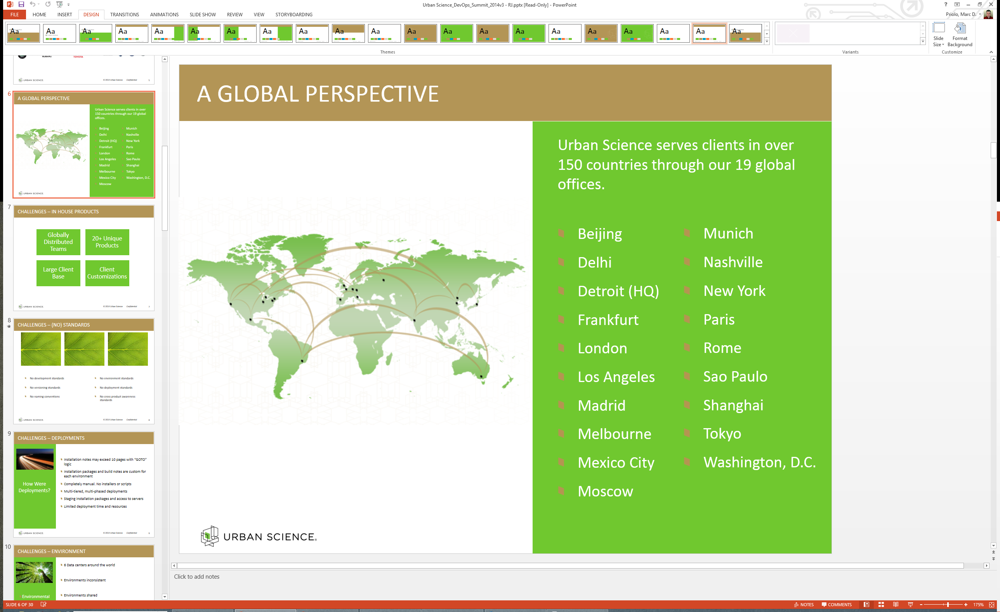 Urban Science_DevOps_Summit_2014v3 - RJ.pptx [Read-Only] - PowerPoint
FILE HOME INSERT DESIGN TRANSITIONS ANIMATIONS SLIDE SHOW REVIEW VIEW STORYBOARDING
Priolo, Marc D.
Aa Aa Aa Aa Aa Aa Aa Aa Aa Aa Aa Aa Aa Aa Aa Aa Aa Aa Aa Aa Aa
Slide Size
Format Background
Themes
Variants
Customize
SUBARU
TOYOTA
URBAN SCIENCE.
© 2014 Urban Science Confidential 5
6
A GLOBAL PERSPECTIVE
Urban Science serves clients in over
150 countries through our 19 global
offices.
Beijing
Delhi
Detroit (HQ)
Frankfurt
London
Los Angeles
Madrid
Melbourne
Mexico City
Moscow
Munich
Nashville
New York
Paris
Rome
Sao Paulo
Shanghai
Tokyo
Washington, D.C.
URBAN SCIENCE.
7
CHALLENGES – IN HOUSE PRODUCTS
Globally
Distributed
Teams
20+ Unique
Products
Large Client
Base
Client
Customizations
URBAN SCIENCE.
© 2014 Urban Science Confidential 7
8
CHALLENGES – (NO) STANDARDS
No development standards
No versioning standards
No naming conventions
No environment standards
No deployment standards
No cross product awareness
standards
URBAN SCIENCE.
© 2014 Urban Science Confidential 8
9
CHALLENGES – DEPLOYMENTS
How Were
Deployments?
Installation notes may exceed 10 pages with “GOTO”
logic
Installation packages and build notes are custom for
each environment
Completely manual. No installers or scripts
Multi-tiered, multi-phased deployments
Staging installation packages and access to servers
Limited deployment time and resources
URBAN SCIENCE.
© 2014 Urban Science Confidential 9
10
CHALLENGES – ENVIRONMENT
Environmental
6 Data centers around the world
Environments inconsistent
Environments shared
A GLOBAL PERSPECTIVE
Urban Science serves clients in over
150 countries through our 19 global
offices.
Beijing
Delhi
Detroit (HQ)
Frankfurt
London
Los Angeles
Madrid
Melbourne
Mexico City
Moscow
Munich
Nashville
New York
Paris
Rome
Sao Paulo
Shanghai
Tokyo
Washington, D.C.
URBAN SCIENCE®
Click to add notes
SLIDE 6 OF 30
NOTES COMMENTS 175%